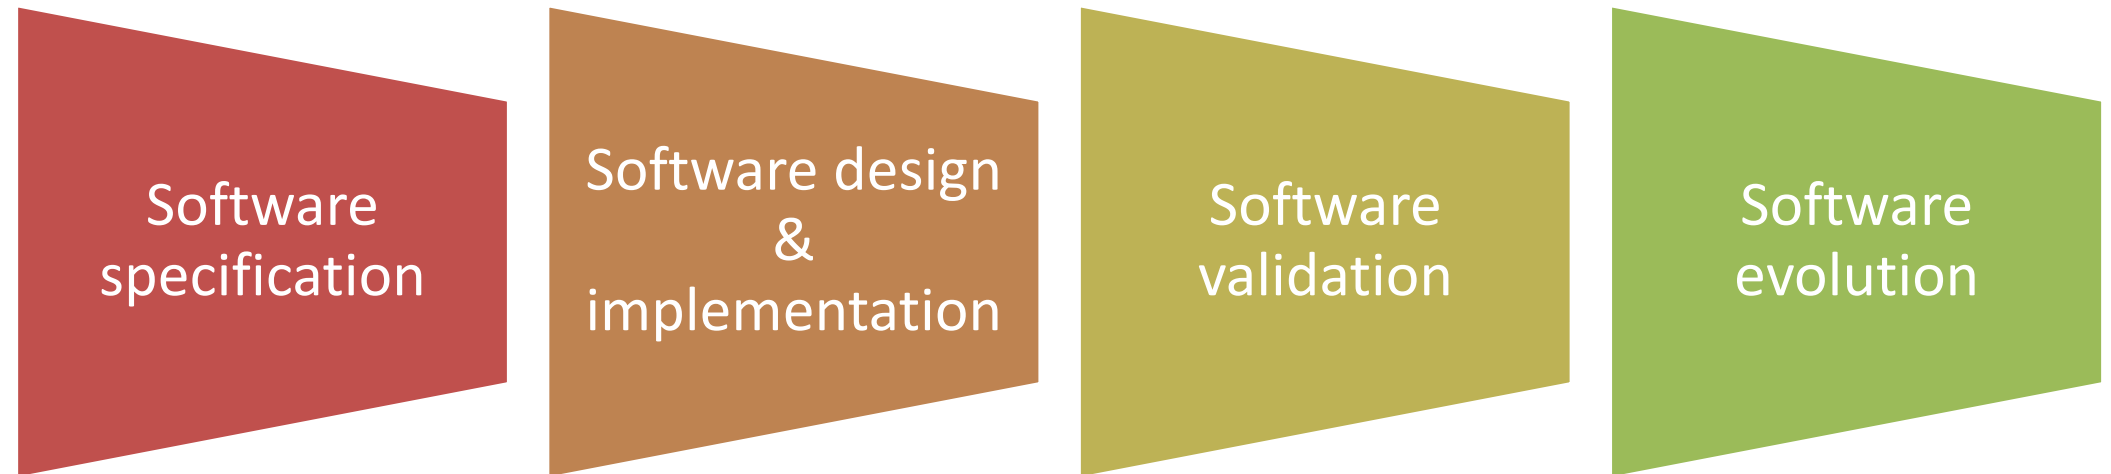 Software
specification
Software design
&
implementation
Software
validation
Software
evolution